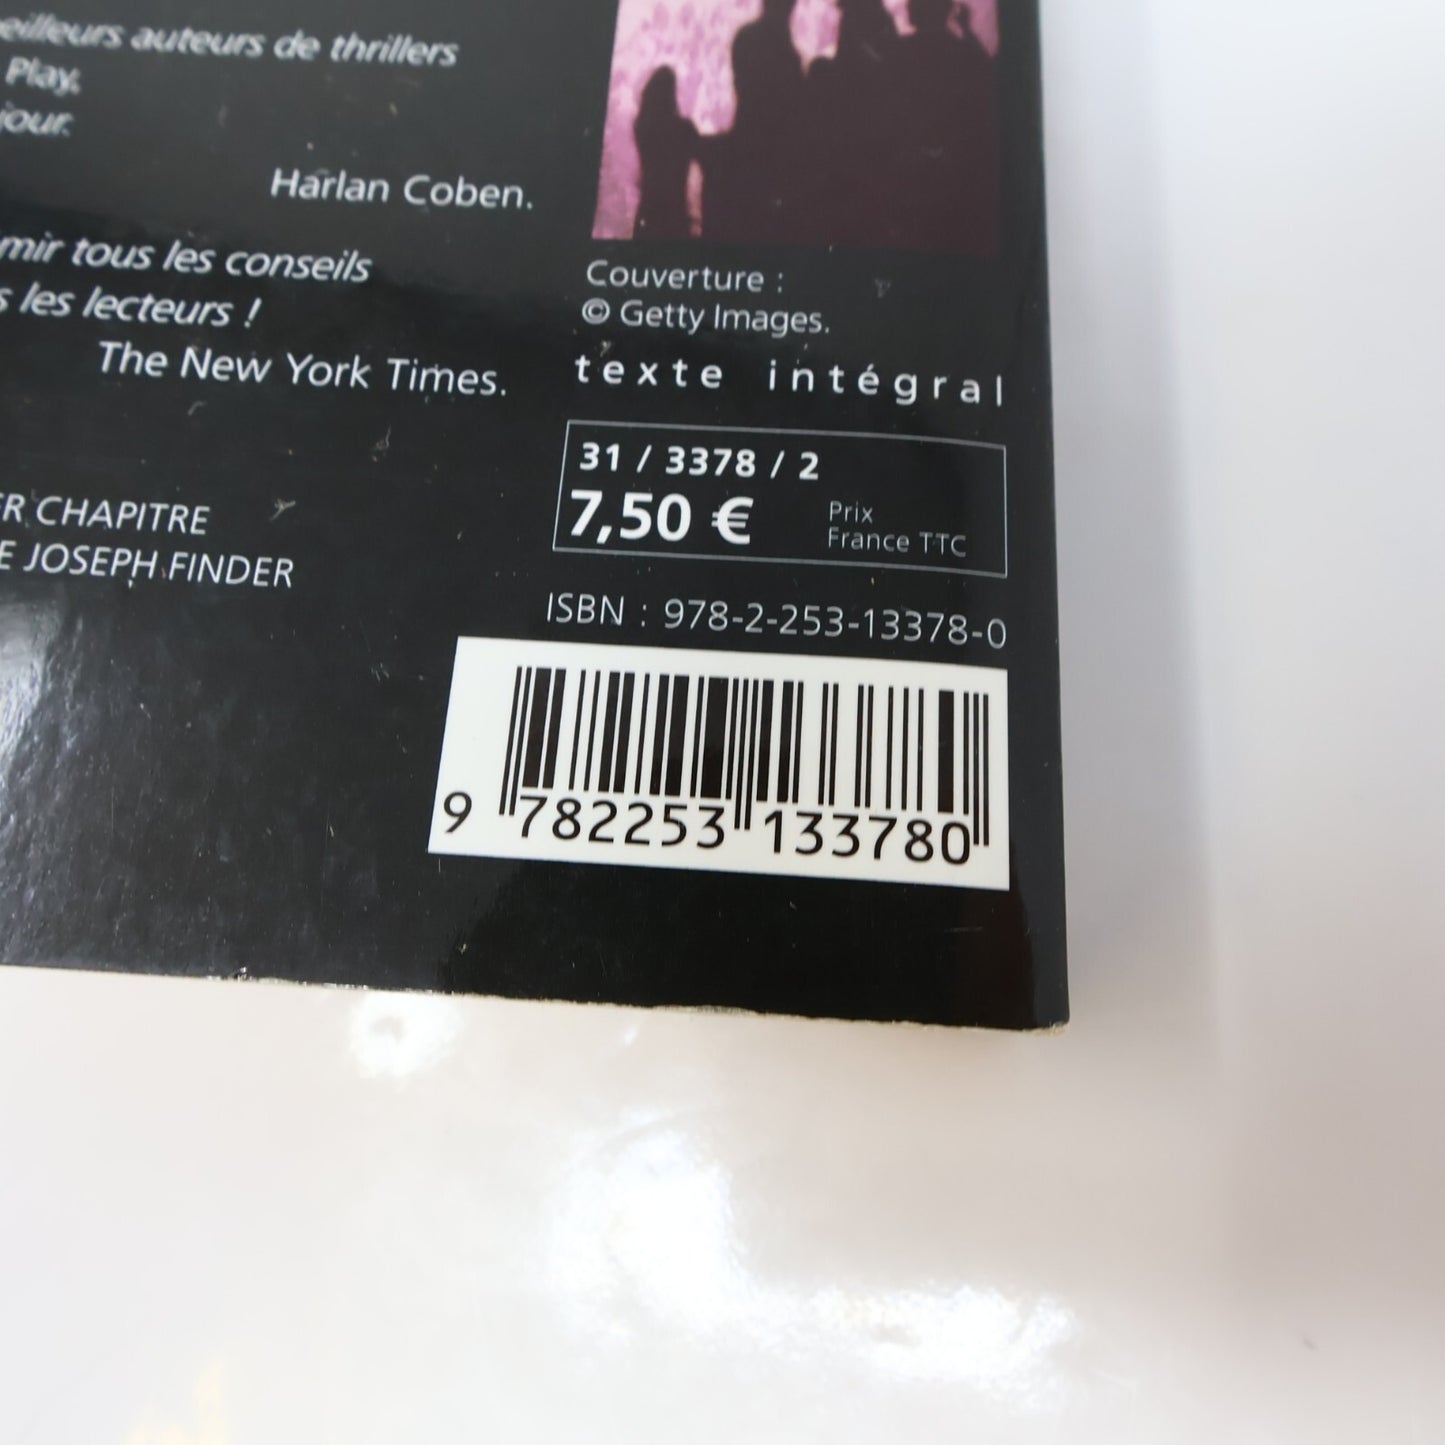 eilleurs auteurs de thrillers
Play,
jour.
Harlan Coben.
mir tous les conseils
s les lecteurs !
The New York Times.
ER CHAPITRE
E JOSEPH FINDER
Couverture :
© Getty Images.
texte intégral
31 / 3378 / 2
7,50 €
Prix
France TTC
ISBN : 978-2-253-13378-0
9 782253 133780